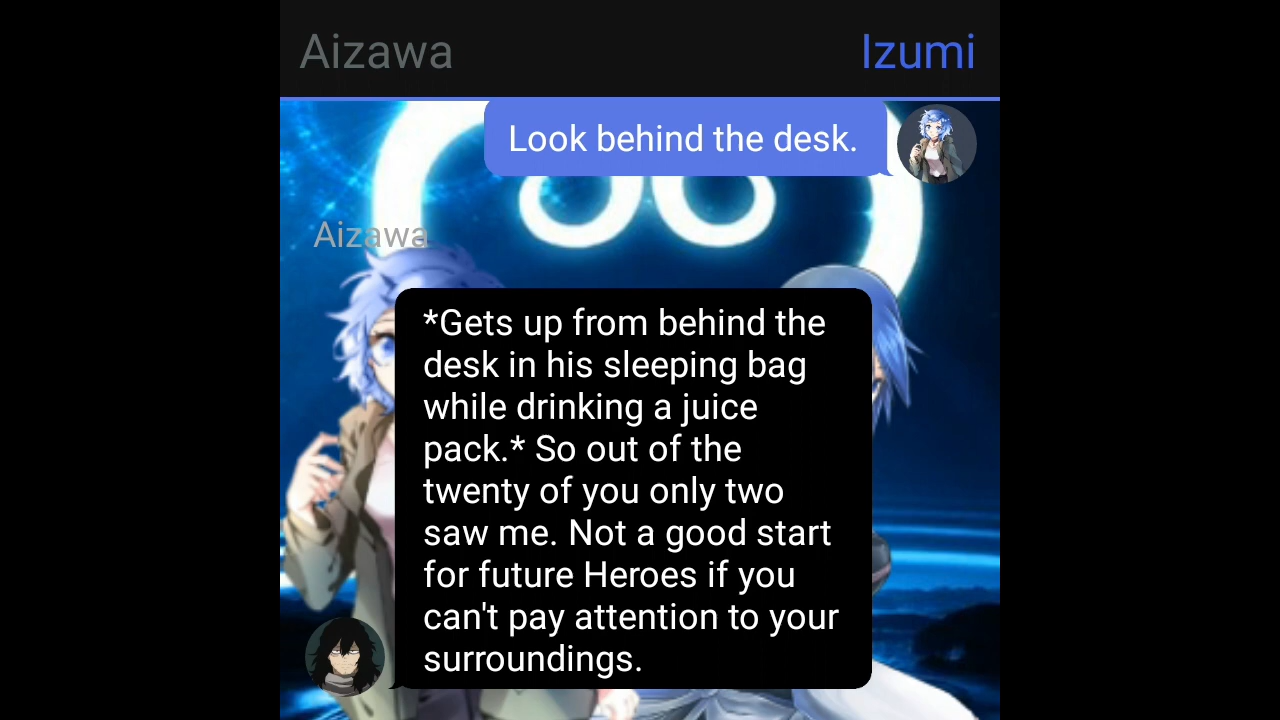 Aizawa
Izumi
Look behind the desk.
Aizawa
*Gets up from behind the
desk in his sleeping bag
while drinking a juice
pack.* So out of the
twenty of you only two
saw me. Not a good start
for future Heroes if you
can't pay attention to your
surroundings.